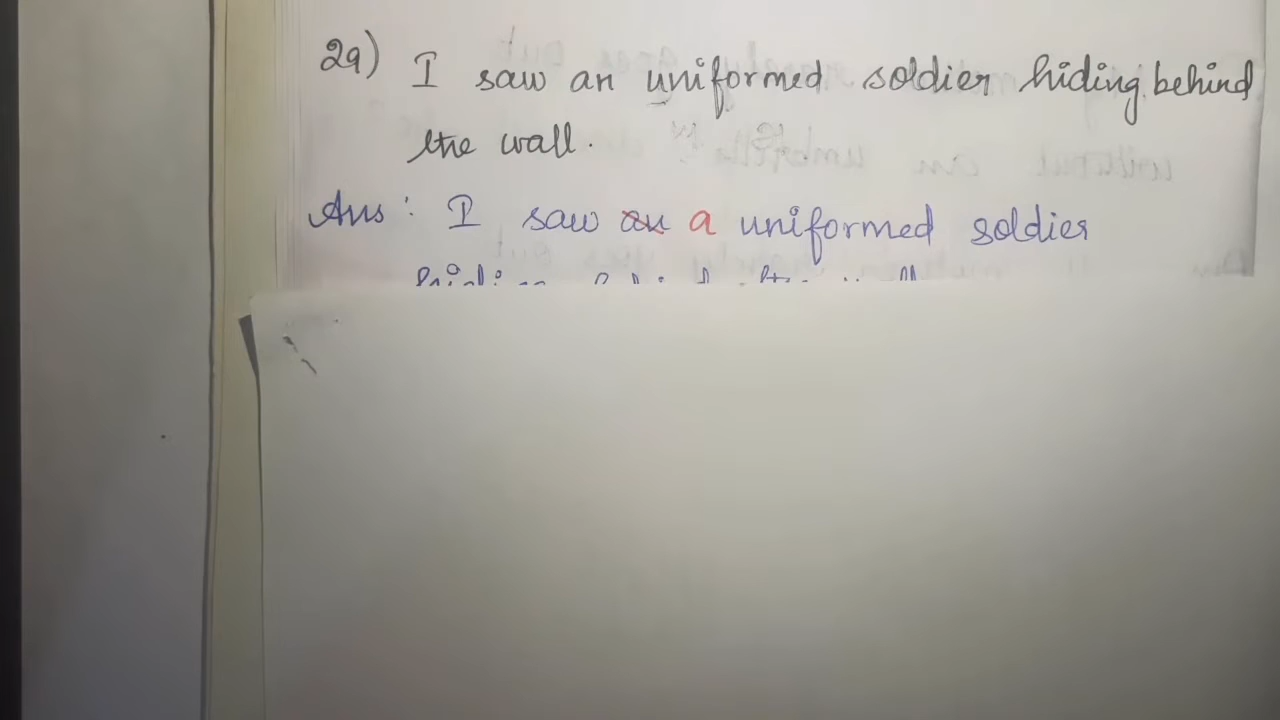 29) I saw an uniformed soldier hiding behind
the wall.
Ans: I saw an a uniformed soldier